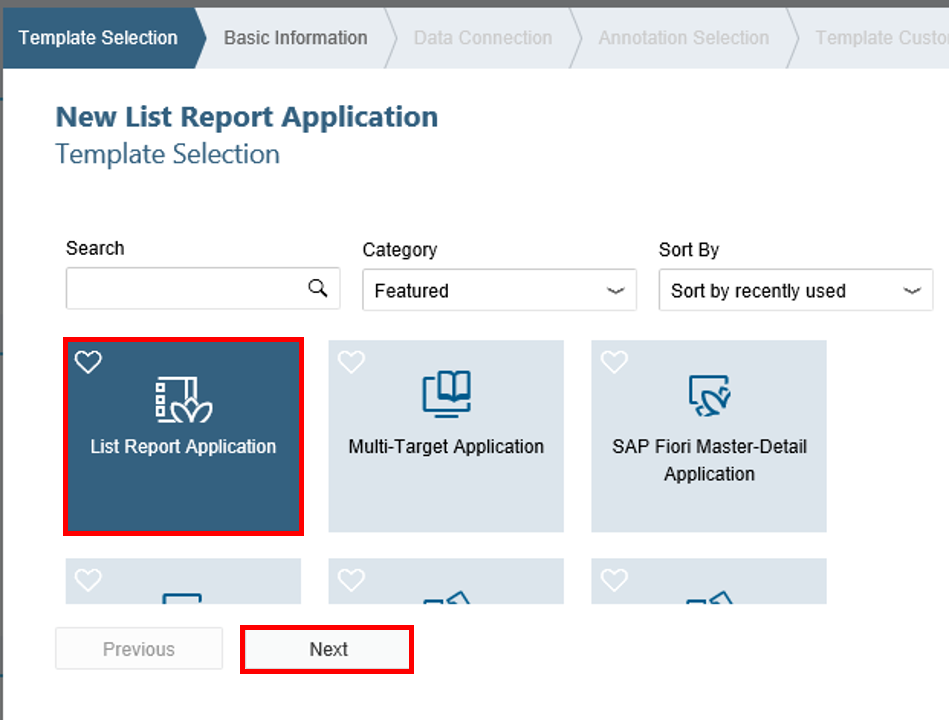 Template Selection
Basic Information
Data Connection
Annotation Selection
Template Custo
New List Report Application
Template Selection
Search
Category
Sort By
Featured
Sort by recently used
List Report Application
Multi-Target Application
SAP Fiori Master-Detail
Application
Previous
Next